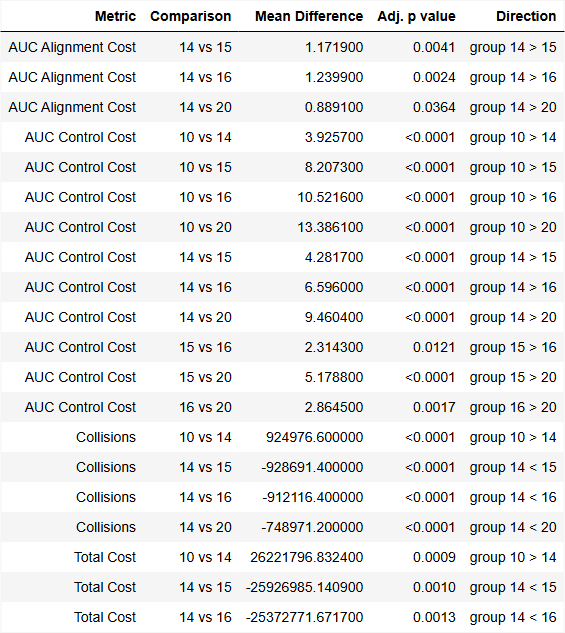 Metric Comparison Mean Difference Adj. p value Direction
AUC Alignment Cost 14 vs 15 1.171900 0.0041 group 14 > 15
AUC Alignment Cost 14 vs 16 1.239900 0.0024 group 14 > 16
AUC Alignment Cost 14 vs 20 0.889100 0.0364 group 14 > 20
AUC Control Cost 10 vs 14 3.925700 <0.0001 group 10 > 14
AUC Control Cost 10 vs 15 8.207300 <0.0001 group 10 > 15
AUC Control Cost 10 vs 16 10.521600 <0.0001 group 10 > 16
AUC Control Cost 10 vs 20 13.386100 <0.0001 group 10 > 20
AUC Control Cost 14 vs 15 4.281700 <0.0001 group 14 > 15
AUC Control Cost 14 vs 16 6.596000 <0.0001 group 14 > 16
AUC Control Cost 14 vs 20 9.460400 <0.0001 group 14 > 20
AUC Control Cost 15 vs 16 2.314300 0.0121 group 15 > 16
AUC Control Cost 15 vs 20 5.178800 <0.0001 group 15 > 20
AUC Control Cost 16 vs 20 2.864500 0.0017 group 16 > 20
Collisions 10 vs 14 924976.600000 <0.0001 group 10 > 14
Collisions 14 vs 15 -928691.400000 <0.0001 group 14 < 15
Collisions 14 vs 16 -912116.400000 <0.0001 group 14 < 16
Collisions 14 vs 20 -748971.200000 <0.0001 group 14 < 20
Total Cost 10 vs 14 26221796.832400 0.0009 group 10 > 14
Total Cost 14 vs 15 -25926985.140900 0.0010 group 14 < 15
Total Cost 14 vs 16 -25372771.671700 0.0013 group 14 < 16